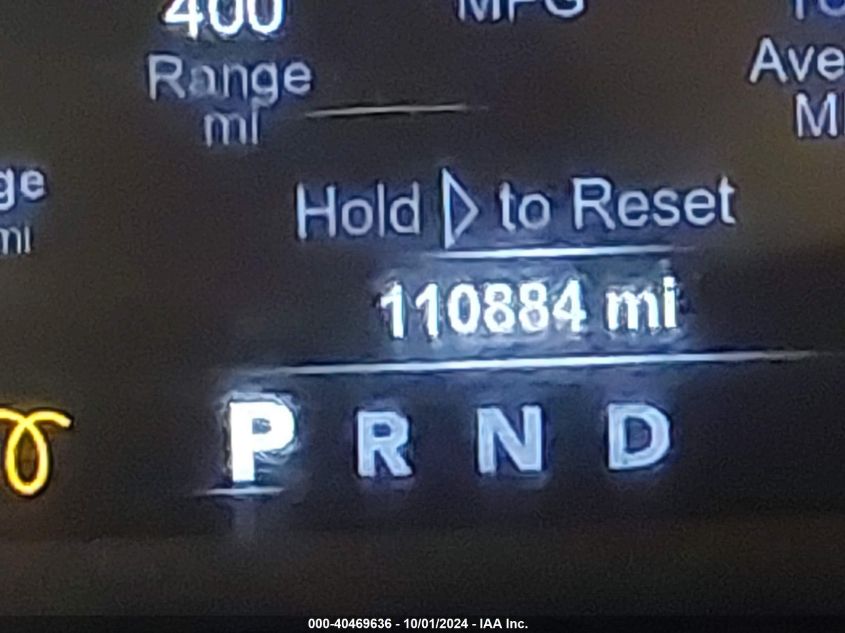 400
Range
mi
MPG
Ave
ge
mi
Hold to Reset
110884 mi
P R N D
000-40469636 - 10/01/2024 - IAA Inc.